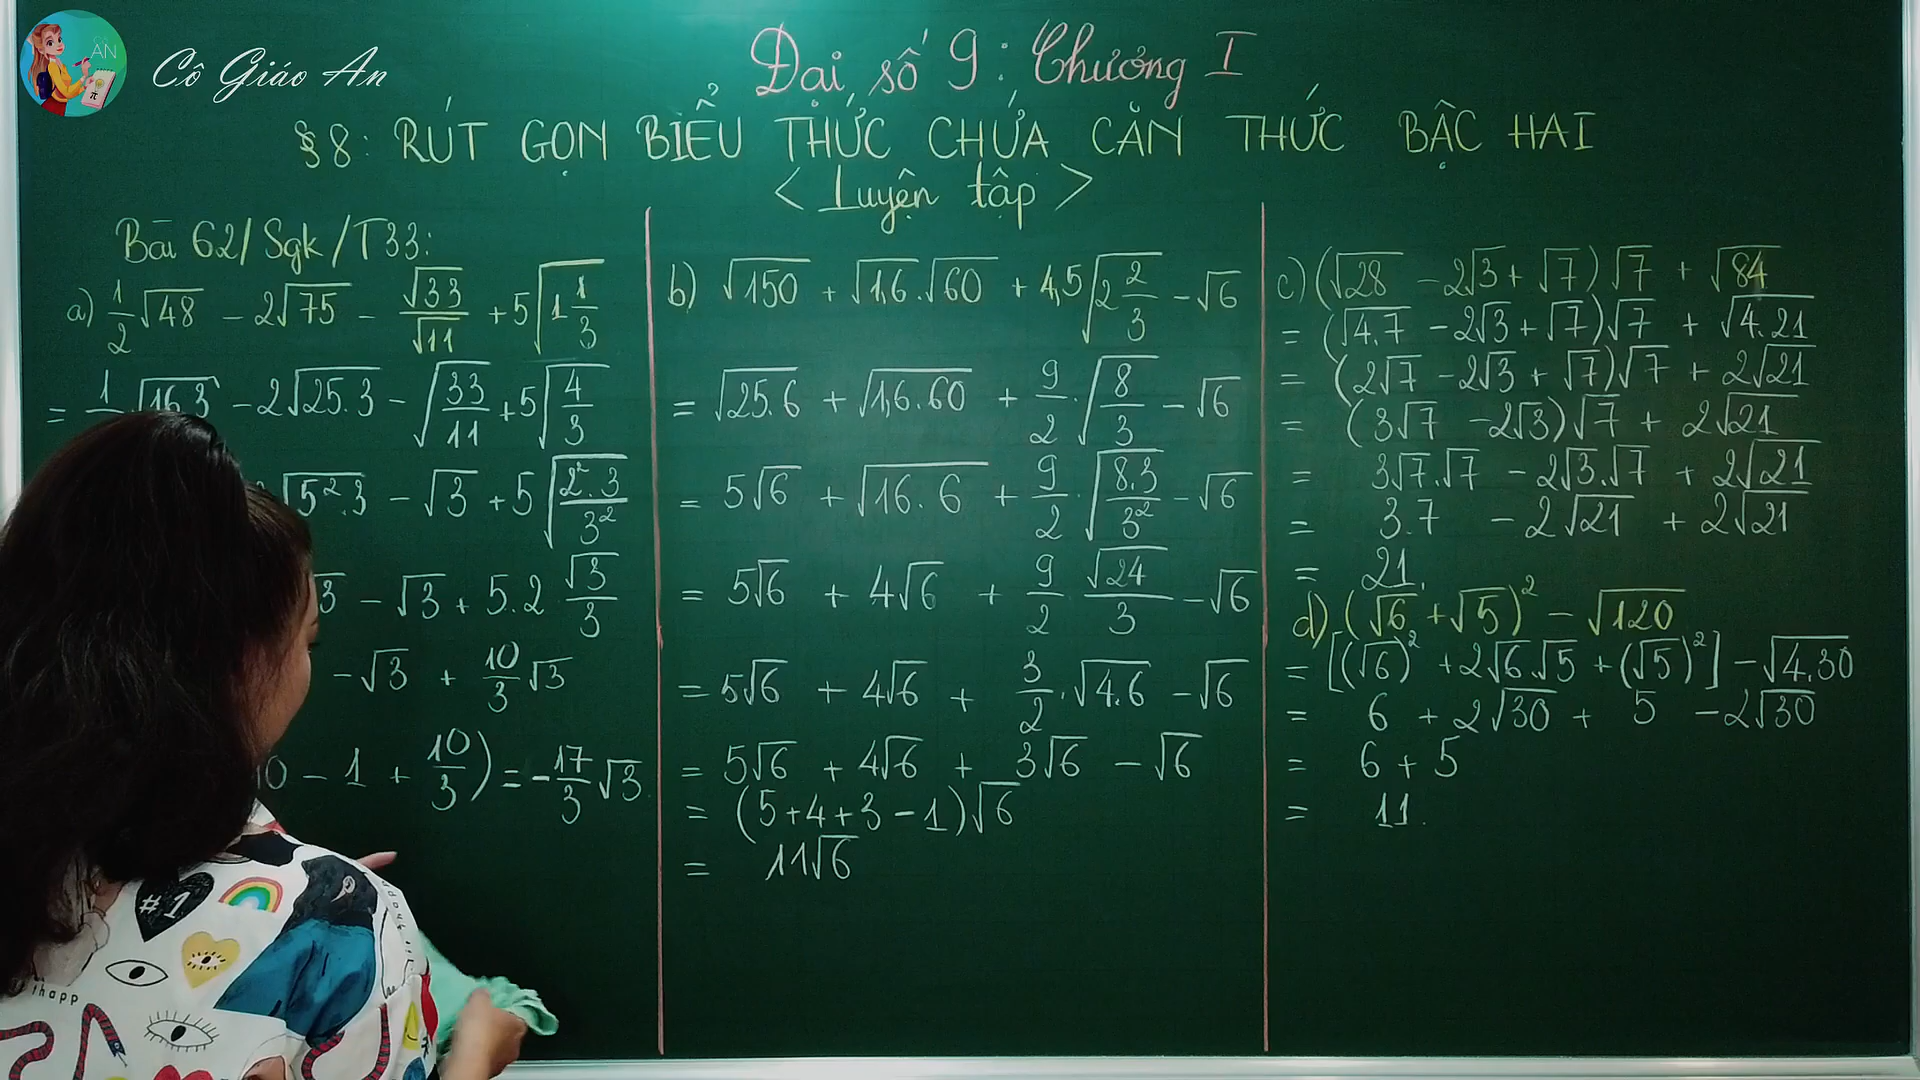 AN
Cô Giáo An
Đại số 9: Chương I
§8: RÚT GỌN BIỂU THỨC CHỨA CĂN THỨC BẬC HAI
< Luyện tập >
Bài 62/Sgk/T33:
a) 1/2 √48 - 2√75 - √33/√11 + 5√(1 1/3)
= 1 √16.3 - 2√25.3 - √(33/11) + 5√(4/3)
√(5².3) - √3 + 5√(2².3/3²)
√3 - √3 + 5.2 √3/3
- √3 + 10/3 √3
0 - 1 + 10/3) = -17/3 √3
b) √150 + √1,6.√60 + 4,5√(2 2/3) - √6
= √25.6 + √1,6.60 + 9/2.√(8/3) - √6
= 5√6 + √16.6 + 9/2.√(8.3/3²) - √6
= 5√6 + 4√6 + 9/2 √24/3 - √6
= 5√6 + 4√6 + 3/2.√4.6 - √6
= 5√6 + 4√6 + 3√6 - √6
= (5+4+3-1)√6
= 11√6
c) (√28 - 2√3 + √7)√7 + √84
= (√4.7 - 2√3 + √7)√7 + √4.21
= (2√7 - 2√3 + √7)√7 + 2√21
= (3√7 - 2√3)√7 + 2√21
= 3√7.√7 - 2√3.√7 + 2√21
= 3.7 - 2√21 + 2√21
= 21.
d) (√6 + √5)² - √120
= [(√6)² + 2√6.√5 + (√5)²] - √4.30
= 6 + 2√30 + 5 - 2√30
= 6 + 5
= 11.
#1